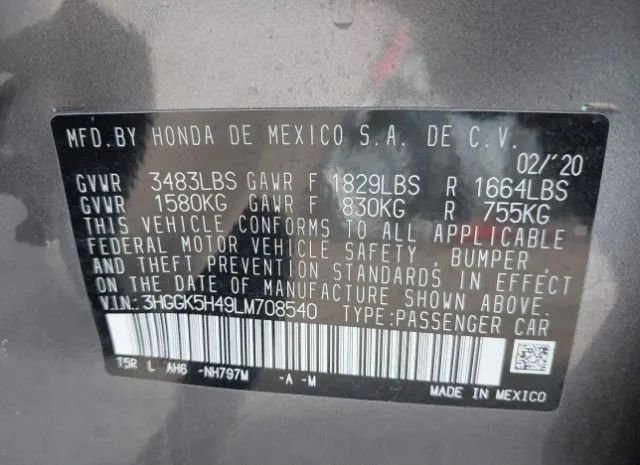 MFD.BY HONDA DE MEXICO S.A. DE C.V.
02/'20
GVWR 3483LBS GAWR F 1829LBS R 1664LBS
GVWR 1580KG GAWR F 830KG R 755KG
THIS VEHICLE CONFORMS TO ALL APPLICABLE
FEDERAL MOTOR VEHICLE SAFETY, BUMPER,
AND THEFT PREVENTION STANDARDS IN EFFECT
ON THE DATE OF MANUFACTURE SHOWN ABOVE.
VIN: 3HGGK5H49LM708540 TYPE:PASSENGER CAR
T5R L AH6 -NH797M -A -M
MADE IN MEXICO